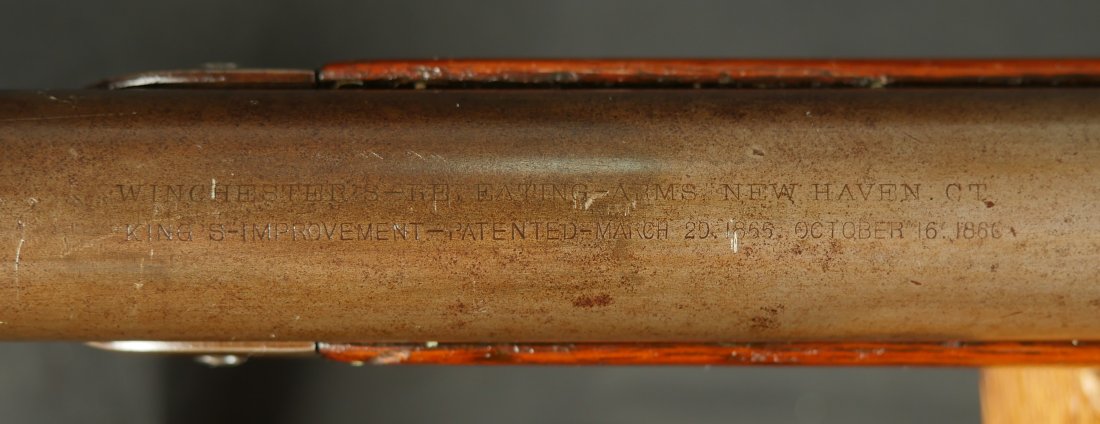 WINCHESTER'S-REPEATING-ARMS. NEW HAVEN. CT.
KING'S-IMPROVEMENT-PATENTED-MARCH 29. 1866. OCTOBER 16. 1860.